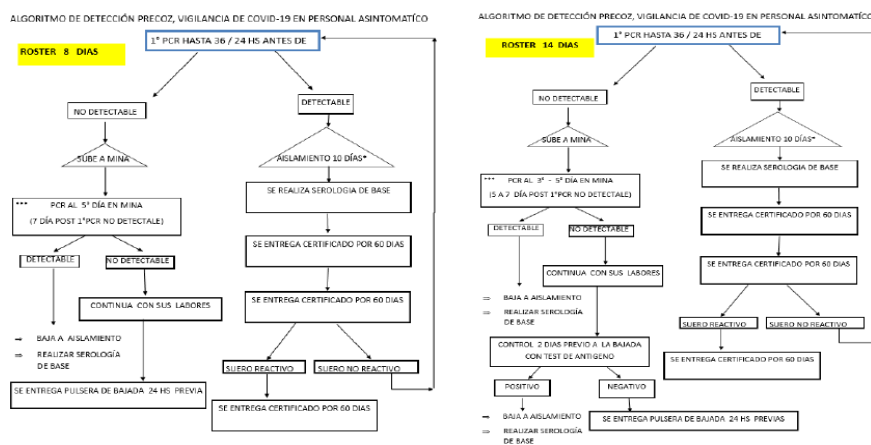 ALGORITMO DE DETECCIÓN PRECOZ, VIGILANCIA DE COVID-19 EN PERSONAL ASINTOMATÍCO
ROSTER 8 DIAS
1° PCR HASTA 36 / 24 HS ANTES DE
NO DETECTABLE
DETECTABLE
SUBE A MINA
AISLAMIENTO 10 DÍAS*
*** PCR AL 5° DÍA EN MINA
(7 DÍA POST 1°PCR NO DETECTALE)
SE REALIZA SEROLOGIA DE BASE
SE ENTREGA CERTIFICADO POR 60 DIAS
DETECTABLE
NO DETECTABLE
CONTINUA CON SUS LABORES
SE ENTREGA CERTIFICADO POR 60 DIAS
⇒ BAJA A AISLAMIENTO
⇒ REALIZAR SEROLOGÍA
DE BASE
SUERO REACTIVO
SUERO NO REACTIVO
SE ENTREGA PULSERA DE BAJADA 24 HS PREVIA
SE ENTREGA CERTIFICADO POR 60 DIAS
ALGORITMO DE DETECCIÓN PRECOZ, VIGILANCIA DE COVID-19 EN PERSONAL ASINTOMATÍCO
ROSTER 14 DIAS
1° PCR HASTA 36 / 24 HS ANTES DE
NO DETECTABLE
DETECTABLE
SUBE A MINA
AISLAMIENTO 10 DÍAS*
*** PCR AL 3° - 5° DÍA EN MINA
(5 A 7 DÍA POST 1°PCR NO DETECTALE)
SE REALIZA SEROLOGIA DE BASE
SE ENTREGA CERTIFICADO POR 60 DIAS
DETECTABLE
NO DETECTABLE
SE ENTREGA CERTIFICADO POR 60 DIAS
CONTINUA CON SUS LABORES
⇒ BAJA A AISLAMIENTO
⇒ REALIZAR SEROLOGÍA
DE BASE
SUERO REACTIVO
SUERO NO REACTIVO
CONTROL 2 DIAS PREVIO A LA BAJADA
CON TEST DE ANTIGENO
SE ENTREGA CERTIFICADO POR 60 DIAS
POSITIVO
NEGATIVO
⇒ BAJA A AISLAMIENTO
⇒ REALIZAR SEROLOGÍA
DE BASE
SE ENTREGA PULSERA DE BAJADA 24 HS PREVIAS